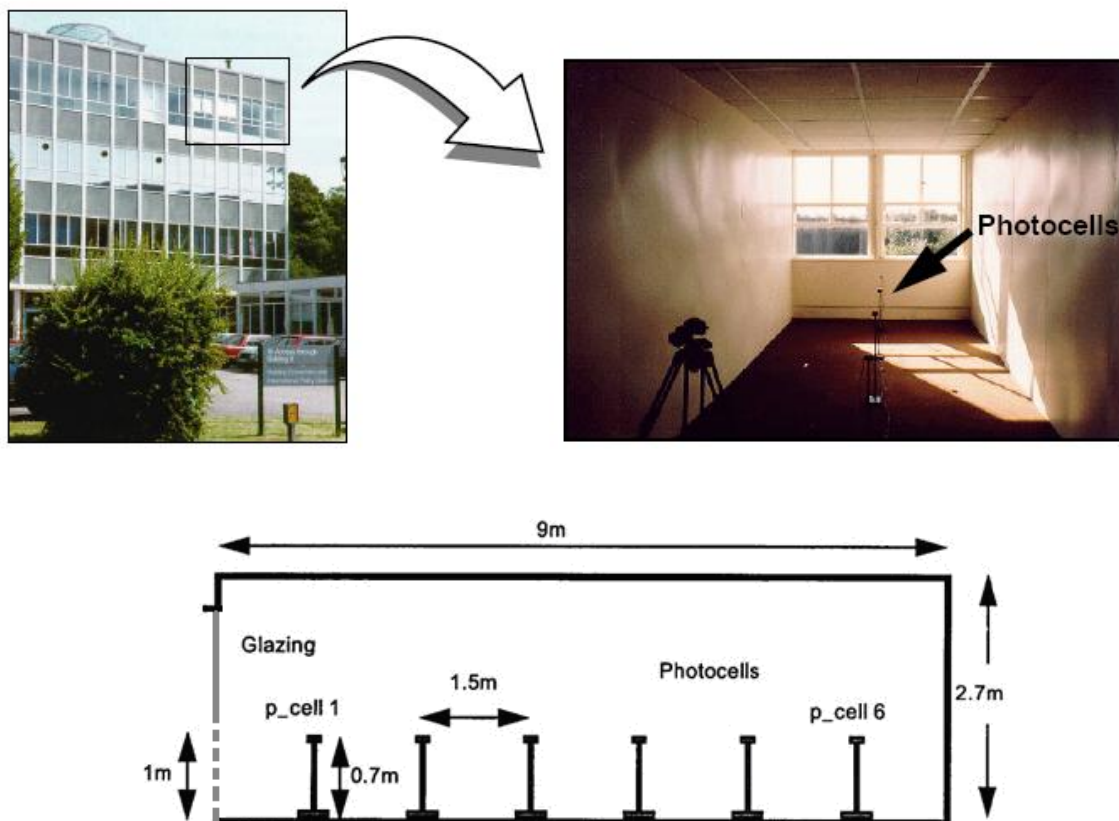 Photocells
9m
Glazing
1.5m
Photocells
p_cell 1
p_cell 6
2.7m
1m
0.7m